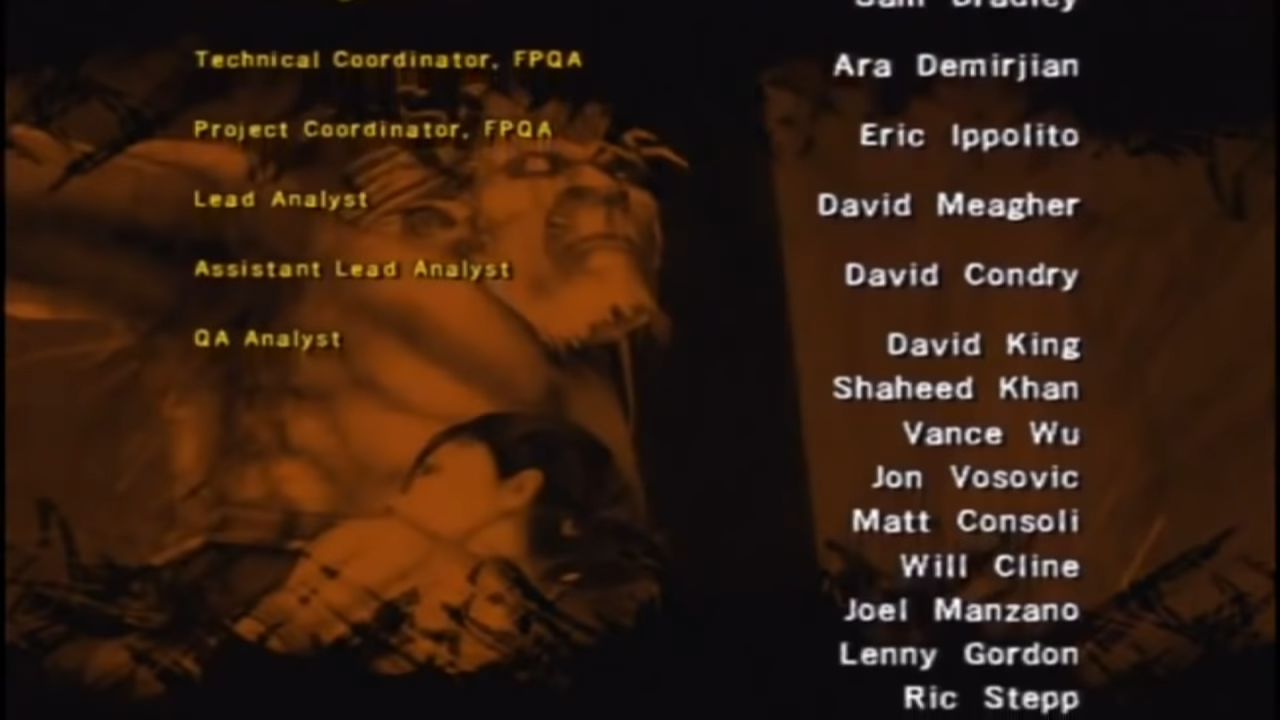 Sam Bradley
Technical Coordinator, FPQA Ara Demirjian
Project Coordinator, FPQA Eric Ippolito
Lead Analyst David Meagher
Assistant Lead Analyst David Condry
QA Analyst David King
Shaheed Khan
Vance Wu
Jon Vosovic
Matt Consoli
Will Cline
Joel Manzano
Lenny Gordon
Ric Stepp